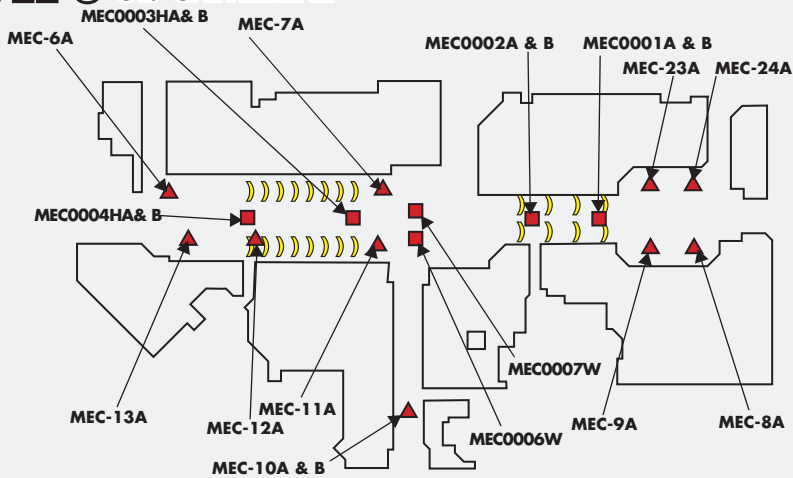 MEC0003HA& B
MEC-7A
MEC-6A
MEC0002A & B
MEC0001A & B
MEC-23A
MEC-24A
MEC0004HA& B
MEC0007W
MEC-13A
MEC-12A
MEC-11A
MEC0006W
MEC-9A
MEC-8A
MEC-10A & B